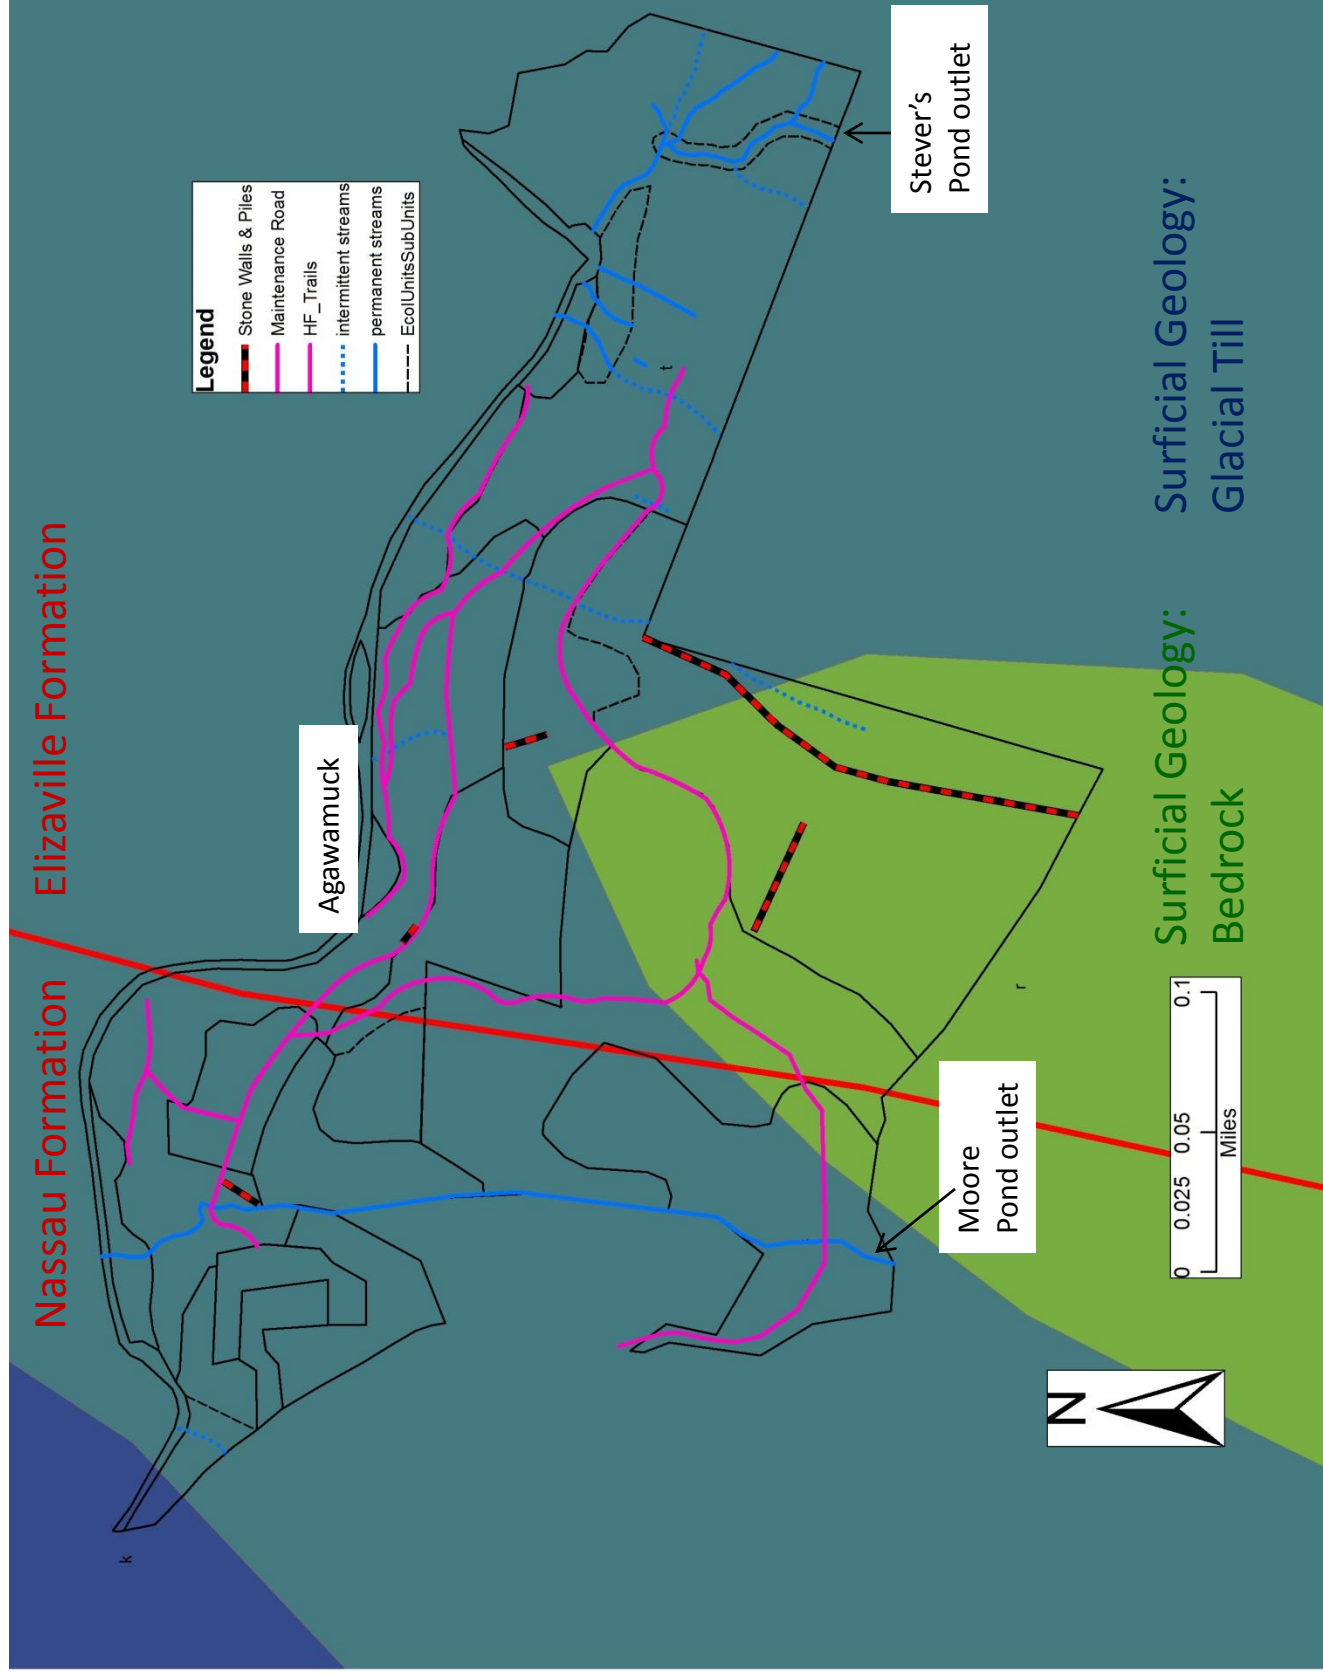 Nassau Formation
Elizaville Formation
Legend
Stone Walls & Piles
Maintenance Road
HF_Trails
intermittent streams
permanent streams
EcolUnitsSubUnits
Agawamuck
k
t
r
Stever's
Pond outlet
Moore
Pond outlet
N
0
0.025
0.05
0.1
Miles
Surficial Geology:
Bedrock
Surficial Geology:
Glacial Till